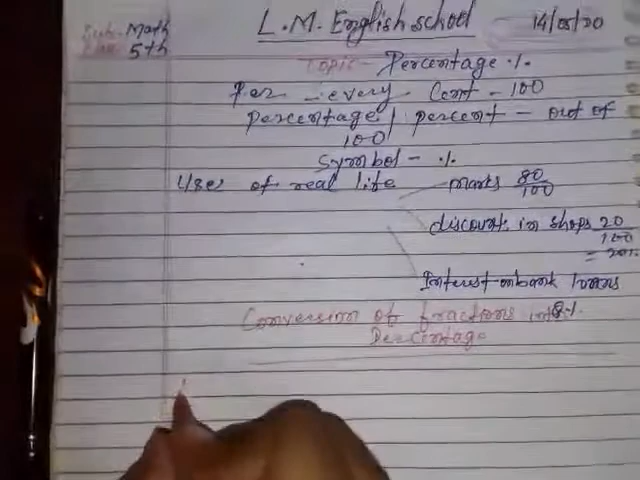 L.M. English school 14/05/20
Sub - Math
Class - 5th
Topic - Percentage %
Per - every Cent - 100
Percentage / percent - out of
100
Symbol - %
Uses of real life marks 80/100
discount in shops 20/100
= 20%
Interest on bank loans
Conversion of fractions into %
Percentage